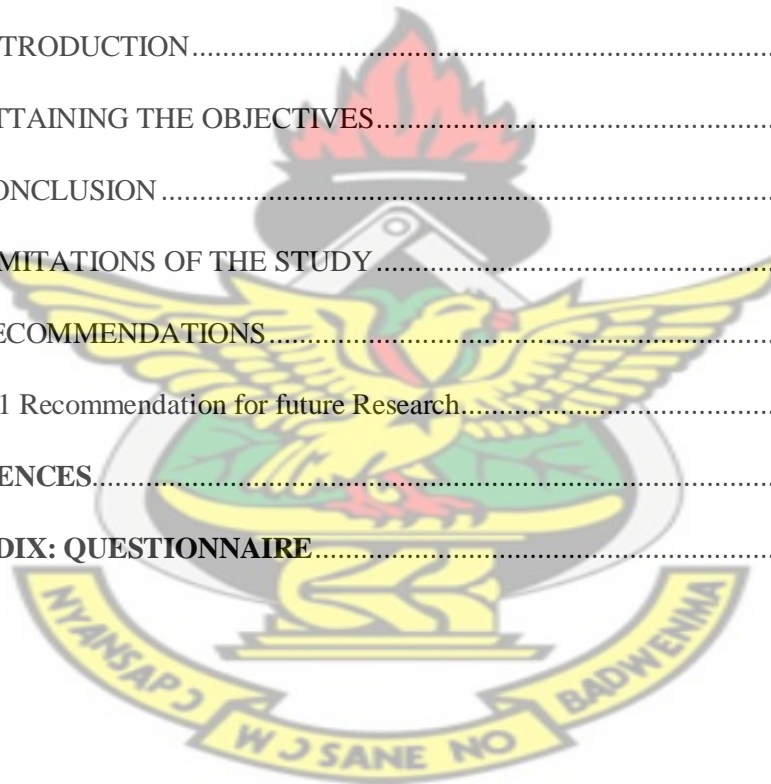 TRODUCTION
TTAINING THE OBJECTIVES
ONCLUSION
MITATIONS OF THE STUDY
ECOMMENDATIONS
1 Recommendation for future Research
ENCES
DIX: QUESTIONNAIRE
NYANSAPƆ WƆSANE NO BADWENMA